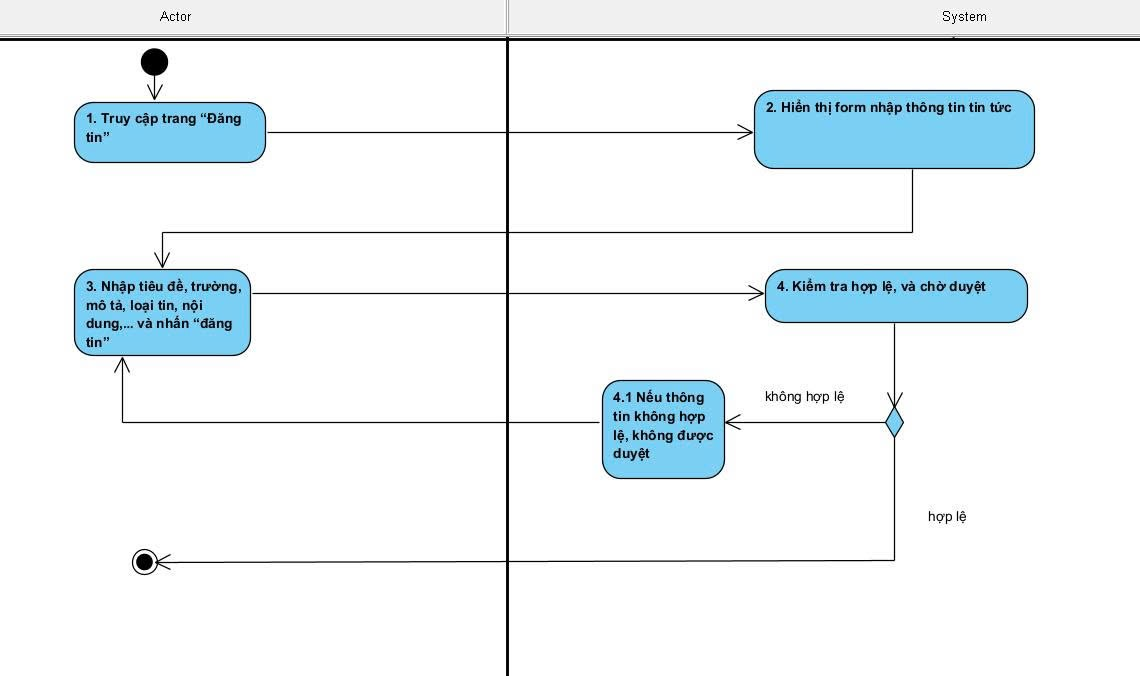 Actor
System
1. Truy cập trang “Đăng
tin”
2. Hiển thị form nhập thông tin tin tức
3. Nhập tiêu đề, trường,
mô tả, loại tin, nội
dung,... và nhấn “đăng
tin”
4. Kiểm tra hợp lệ, và chờ duyệt
4.1 Nếu thông
tin không hợp
lệ, không được
duyệt
không hợp lệ
hợp lệ